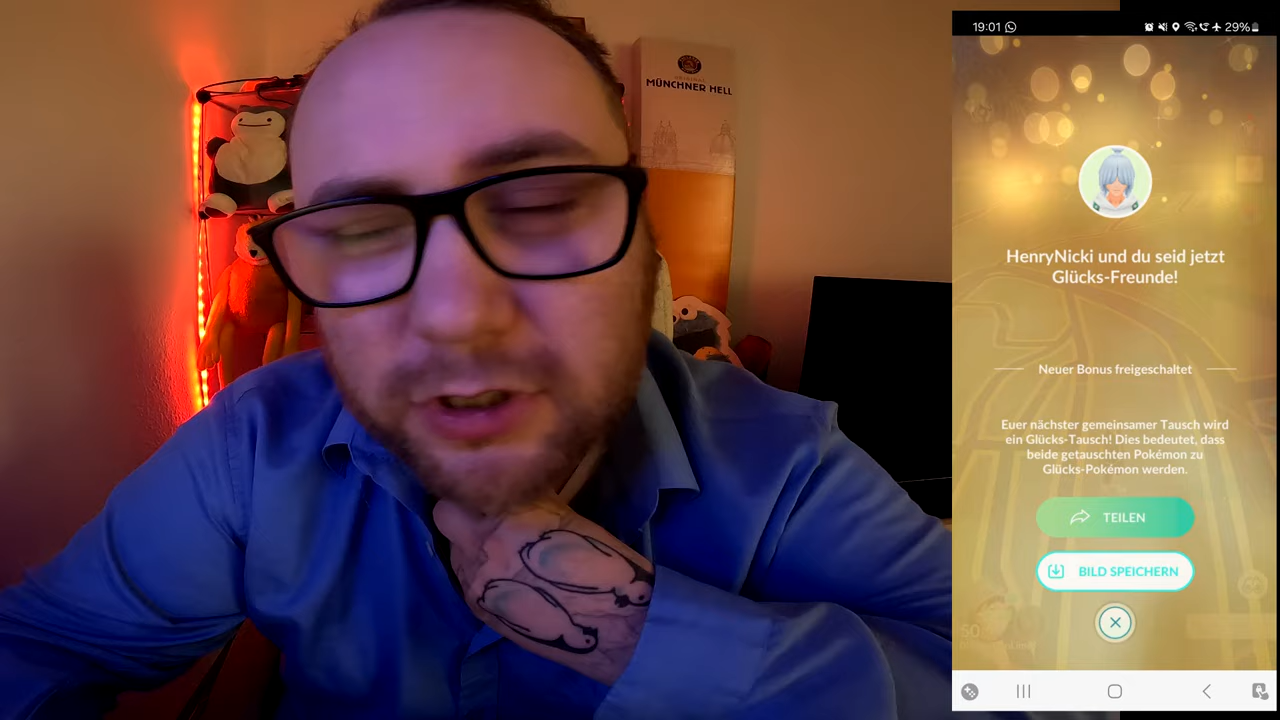 MÜNCHNER HELL
19:01
29%
HenryNicki und du seid jetzt
Glücks-Freunde!
Neuer Bonus freigeschaltet
Euer nächster gemeinsamer Tausch wird
ein Glücks-Tausch! Dies bedeutet, dass
beide getauschten Pokémon zu
Glücks-Pokémon werden.
TEILEN
BILD SPEICHERN
50